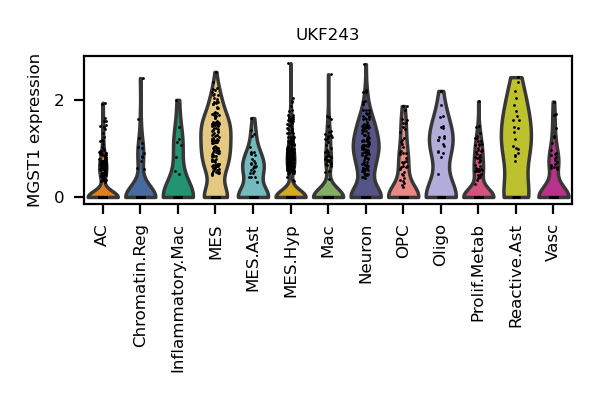 UKF243
MGST1 expression
2
0
AC
Chromatin.Reg
Inflammatory.Mac
MES
MES.Ast
MES.Hyp
Mac
Neuron
OPC
Oligo
Prolif.Metab
Reactive.Ast
Vasc